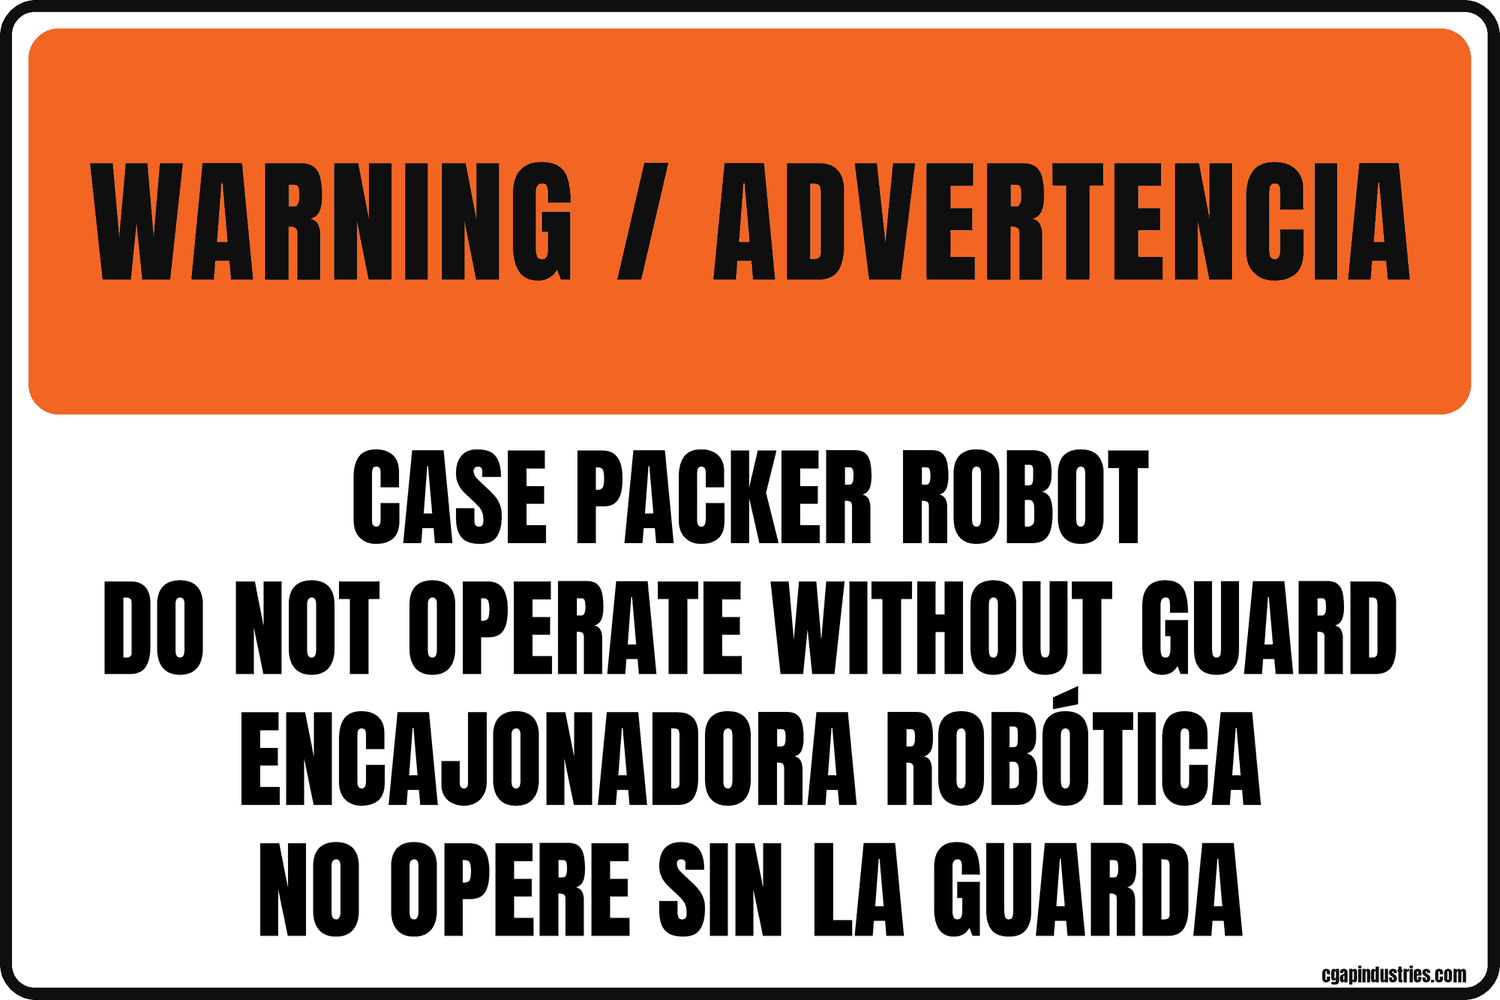 WARNING / ADVERTENCIA
CASE PACKER ROBOT
DO NOT OPERATE WITHOUT GUARD
ENCAJONADORA ROBÓTICA
NO OPERE SIN LA GUARDA
cgapindustries.com